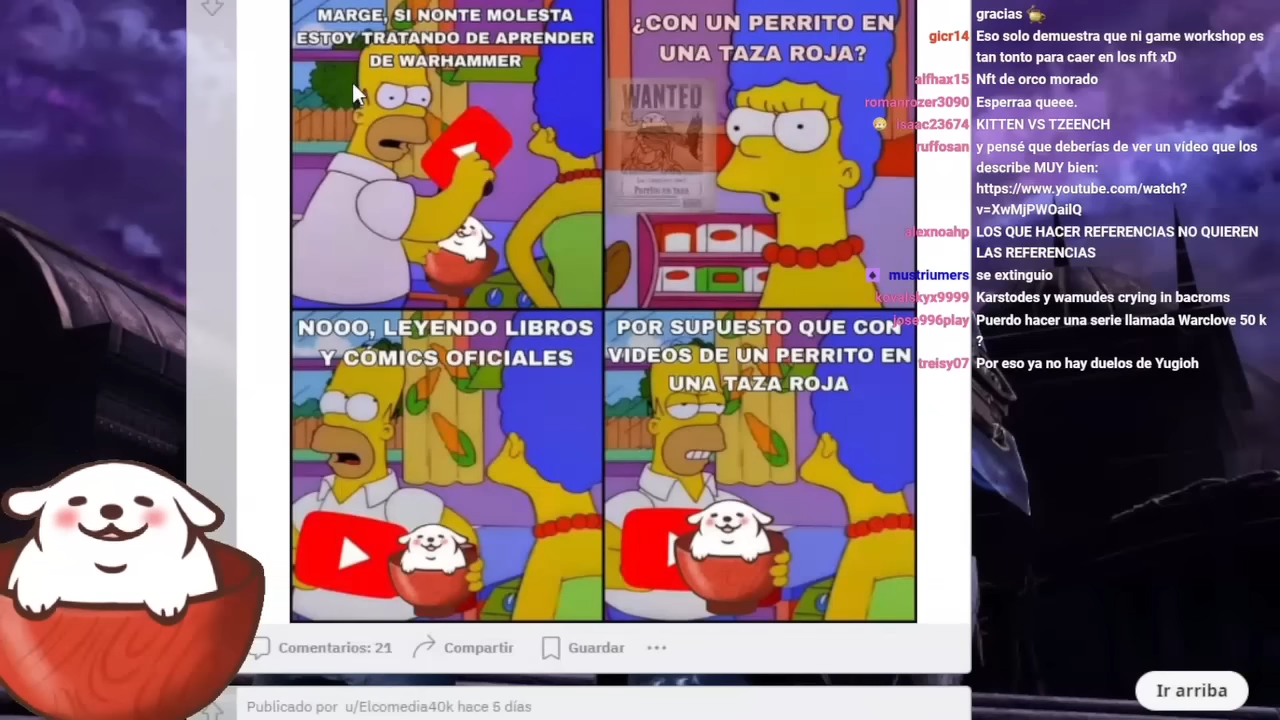 MARGE, SI NONTE MOLESTA
ESTOY TRATANDO DE APRENDER
DE WARHAMMER
¿CON UN PERRITO EN
UNA TAZA ROJA?
WANTED
Perrito en taza
NOOO, LEYENDO LIBROS
Y CÓMICS OFICIALES
POR SUPUESTO QUE CON
VIDEOS DE UN PERRITO EN
UNA TAZA ROJA
Comentarios: 21 Compartir Guardar
Publicado por u/Elcomedia40k hace 5 días
gracias
gicr14 Eso solo demuestra que ni game workshop es
tan tonto para caer en los nft xD
alfhax15 Nft de orco morado
romanrozer3090 Esperraa queee.
isaac23674 KITTEN VS TZEENCH
ruffosan y pensé que deberías de ver un vídeo que los
describe MUY bien:
https://www.youtube.com/watch?
v=XwMjPWOailQ
alexnoahp LOS QUE HACER REFERENCIAS NO QUIEREN
LAS REFERENCIAS
mustriumers se extinguio
kovalskyx9999 Karstodes y wamudes crying in bacroms
jose996play Puerdo hacer una serie llamada Warclove 50 k
?
treisy07 Por eso ya no hay duelos de Yugioh
Ir arriba